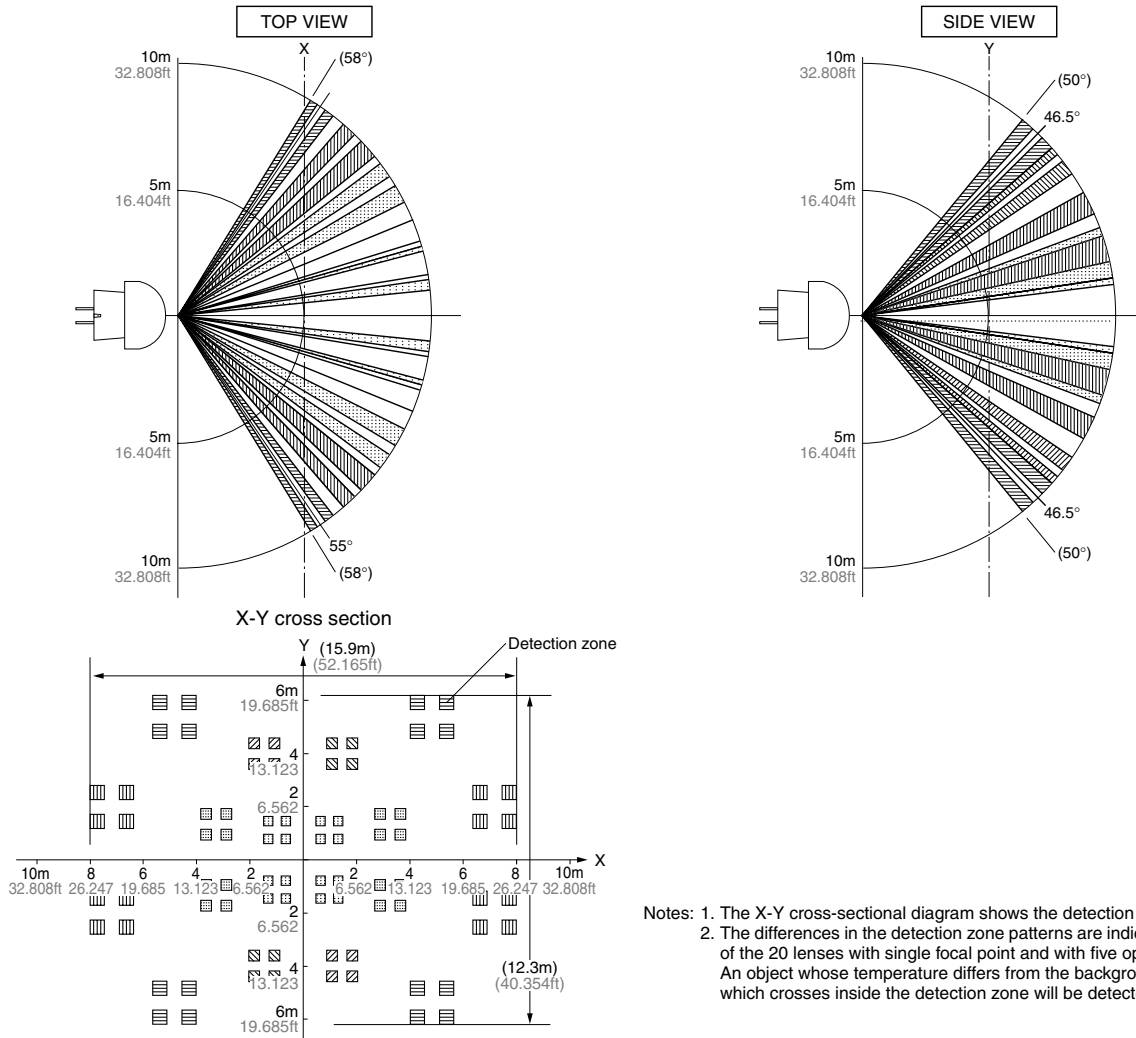 TOP VIEW
X
(58°)
10m
32.808ft
5m
16.404ft
5m
16.404ft
55°
10m
32.808ft
(58°)
SIDE VIEW
Y
10m
32.808ft
(50°)
46.5°
5m
16.404ft
5m
16.404ft
46.5°
10m
32.808ft
(50°)
X-Y cross section
Y
(15.9m)
(52.165ft)
Detection zone
6m
19.685ft
4
13.123
2
6.562
X
10m 8 6 4 2 2 4 6 8 10m
32.808ft 26.247 19.685 13.123 6.562 6.562 13.123 19.685 26.247 32.808ft
2
6.562
4
13.123
6m
19.685ft
(12.3m)
(40.354ft)
Notes: 1. The X-Y cross-sectional diagram shows the detection
2. The differences in the detection zone patterns are indi
of the 20 lenses with single focal point and with five op
An object whose temperature differs from the backgro
which crosses inside the detection zone will be detect